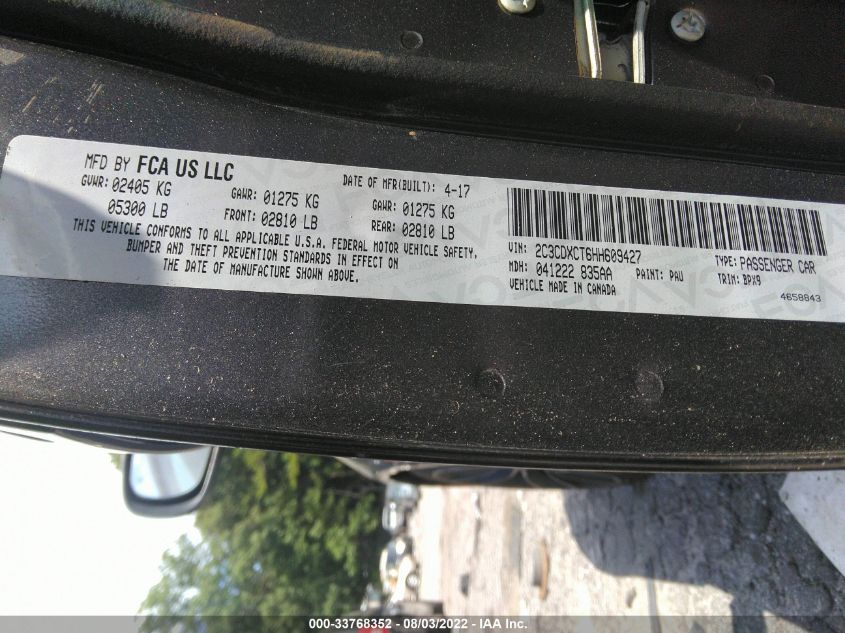 MFD BY FCA US LLC
DATE OF MFR(BUILT): 4-17
GVWR: 02405 KG
05300 LB
GAWR: 01275 KG
FRONT: 02810 LB
GAWR: 01275 KG
REAR: 02810 LB
THIS VEHICLE CONFORMS TO ALL APPLICABLE U.S.A. FEDERAL MOTOR VEHICLE SAFETY,
BUMPER AND THEFT PREVENTION STANDARDS IN EFFECT ON
THE DATE OF MANUFACTURE SHOWN ABOVE.
VIN: 2C3CDXCT6HH609427
TYPE: PASSENGER CAR
MDH: 041222 835AA
PAINT: PAU
TRIM: BPX9
VEHICLE MADE IN CANADA
4658843
000-33768352 - 08/03/2022 - IAA Inc.